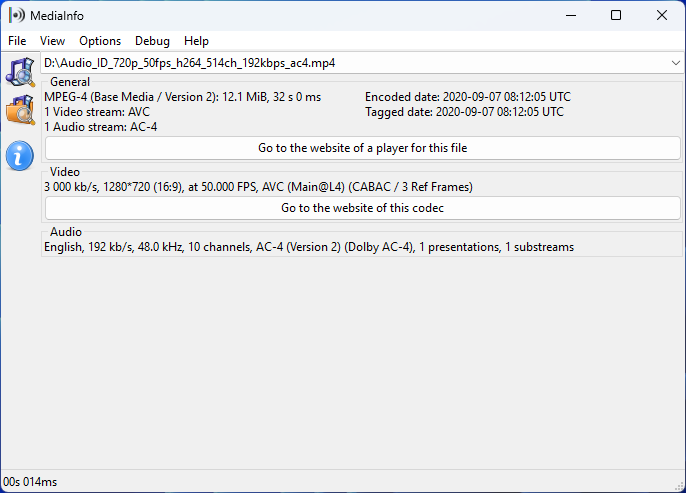 MediaInfo
File View Options Debug Help
D:\Audio_ID_720p_50fps_h264_514ch_192kbps_ac4.mp4
General
MPEG-4 (Base Media / Version 2): 12.1 MiB, 32 s 0 ms
1 Video stream: AVC
1 Audio stream: AC-4
Encoded date: 2020-09-07 08:12:05 UTC
Tagged date: 2020-09-07 08:12:05 UTC
Go to the website of a player for this file
Video
3 000 kb/s, 1280*720 (16:9), at 50.000 FPS, AVC (Main@L4) (CABAC / 3 Ref Frames)
Go to the website of this codec
Audio
English, 192 kb/s, 48.0 kHz, 10 channels, AC-4 (Version 2) (Dolby AC-4), 1 presentations, 1 substreams
00s 014ms